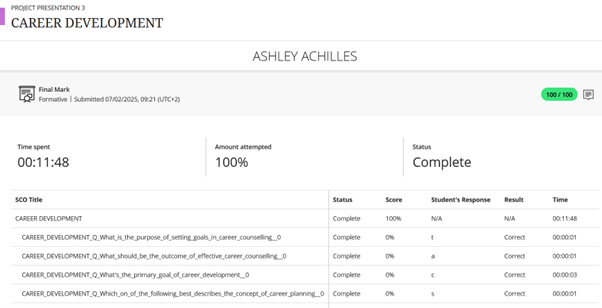 PROJECT PRESENTATION 3
CAREER DEVELOPMENT
ASHLEY ACHILLES
Final Mark
Formative | Submitted 07/02/2025, 09:21 (UTC+2)
100 / 100
Time spent Amount attempted Status
00:11:48 100% Complete
SCO Title Status Score Student's Response Result Time
CAREER DEVELOPMENT Complete 100% N/A N/A 00:11:48
CAREER_DEVELOPMENT_Q_What_is_the_purpose_of_setting_goals_in_career_counselling__0 Complete 0% t Correct 00:00:01
CAREER_DEVELOPMENT_Q_What_should_be_the_outcome_of_effective_career_counselling__0 Complete 0% a Correct 00:00:01
CAREER_DEVELOPMENT_Q_What's_the_primary_goal_of_career_development__0 Complete 0% c Correct 00:00:03
CAREER_DEVELOPMENT_Q_Which_on_of_the_following_best_describes_the_concept_of_career_planning__0 Complete 0% s Correct 00:00:01